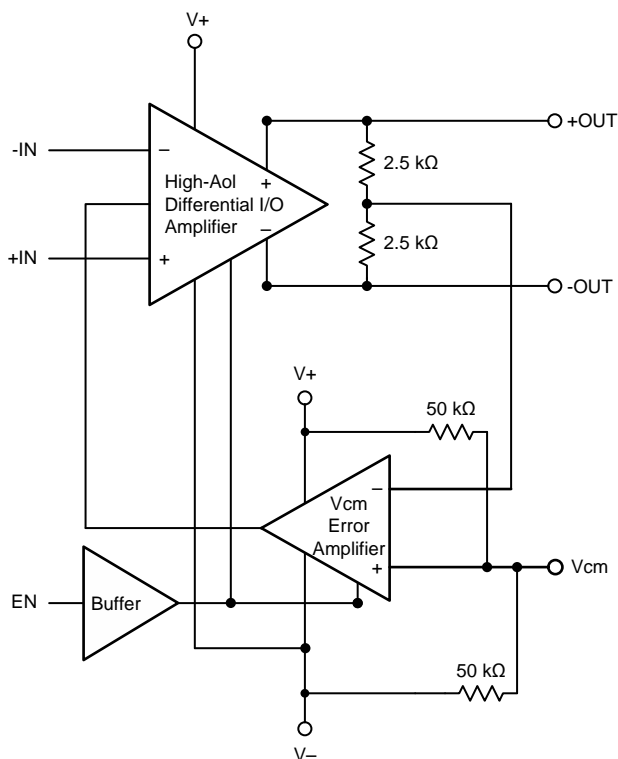 V+
-IN
−
High-Aol
Differential I/O
Amplifier
+
−
+IN
+
+OUT
2.5 kΩ
2.5 kΩ
-OUT
V+
50 kΩ
Vcm
Error
Amplifier
−
+
Vcm
EN
Buffer
50 kΩ
V−